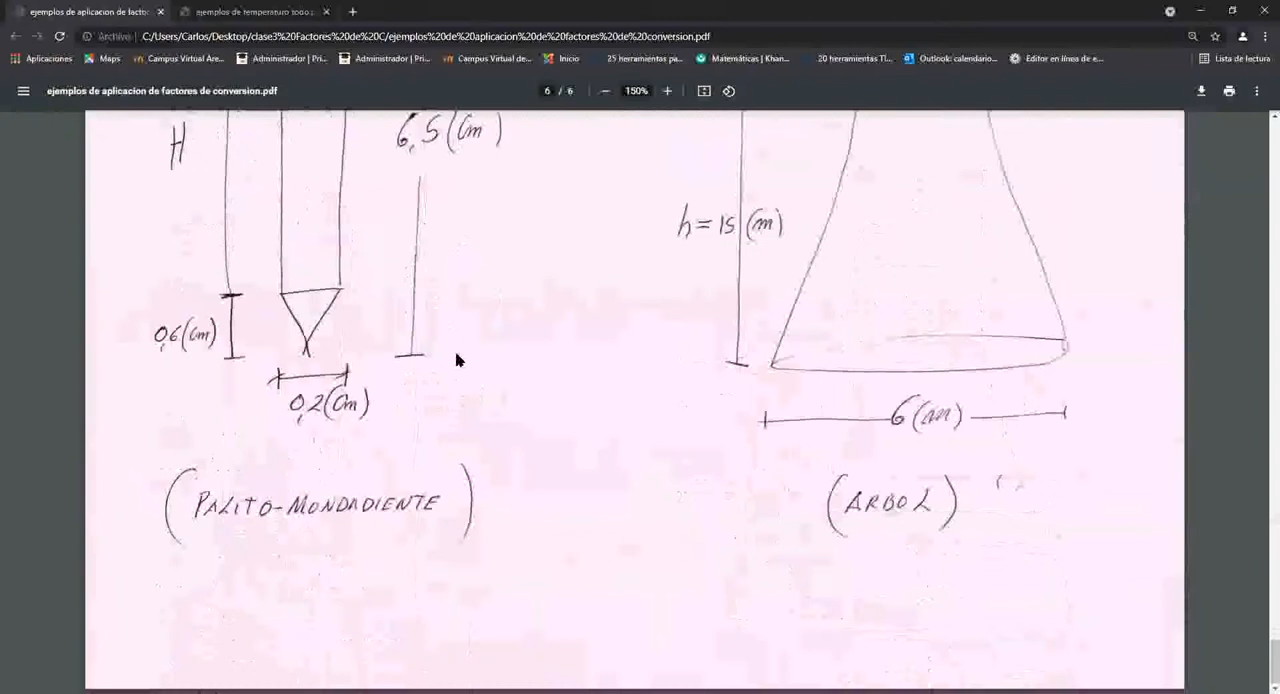 ejemplos de aplicacion de factor
ejemplos de temperatura todo
Archivo
C:/Users/Carlos/Desktop/clase3%20Factores%20de%20C/ejemplos%20de%20aplicacion%20de%20factores%20de%20conversion.pdf
Aplicaciones
Maps
Campus Virtual Are...
Administrador | Pri...
Administrador | Pri...
Campus Virtual de...
Inicio
25 herramientas pa...
Matemáticas | Khan...
20 herramientas TI...
Outlook: calendario...
Editor en línea de e...
Lista de lectura
ejemplos de aplicacion de factores de conversion.pdf
6 / 6
150%
H
6,5 (Cm)
h = 15 (m)
0,6 (Cm)
0,2 (Cm)
6 (m)
(PALITO-MONDADIENTE)
(ARBOL)